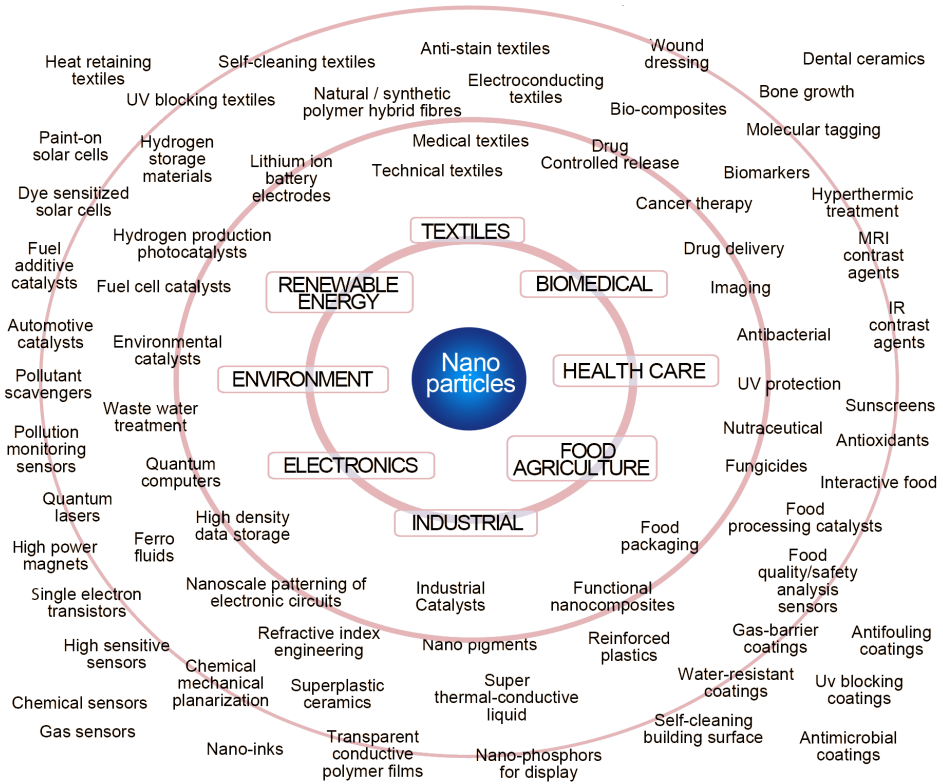 Heat retaining
textiles
Self-cleaning textiles
Anti-stain textiles
Wound
dressing
Dental ceramics
UV blocking textiles
Natural / synthetic
polymer hybrid fibres
Electroconducting
textiles
Bio-composites
Bone growth
Molecular tagging
Paint-on
solar cells
Hydrogen
storage
materials
Lithium ion
battery
electrodes
Medical textiles
Technical textiles
Drug
Controlled release
Biomarkers
Dye sensitized
solar cells
Cancer therapy
Hyperthermic
treatment
Hydrogen production
photocatalysts
TEXTILES
Drug delivery
MRI
contrast
agents
Fuel
additive
catalysts
Fuel cell catalysts
RENEWABLE
ENERGY
BIOMEDICAL
Imaging
IR
contrast
agents
Automotive
catalysts
Environmental
catalysts
Antibacterial
Nano
particles
ENVIRONMENT
HEALTH CARE
UV protection
Pollutant
scavengers
Sunscreens
Waste water
treatment
Nutraceutical
Antioxidants
Pollution
monitoring
sensors
Quantum
computers
ELECTRONICS
FOOD
AGRICULTURE
Fungicides
Interactive food
Quantum
lasers
High density
data storage
INDUSTRIAL
Food
packaging
Food
processing catalysts
High power
magnets
Ferro
fluids
Food
quality/safety
analysis
sensors
Single electron
transistors
Nanoscale patterning of
electronic circuits
Industrial
Catalysts
Functional
nanocomposites
High sensitive
sensors
Refractive index
engineering
Nano pigments
Reinforced
plastics
Gas-barrier
coatings
Antifouling
coatings
Chemical
mechanical
planarization
Superplastic
ceramics
Super
thermal-conductive
liquid
Water-resistant
coatings
Uv blocking
coatings
Chemical sensors
Gas sensors
Nano-inks
Transparent
conductive
polymer films
Nano-phosphors
for display
Self-cleaning
building surface
Antimicrobial
coatings